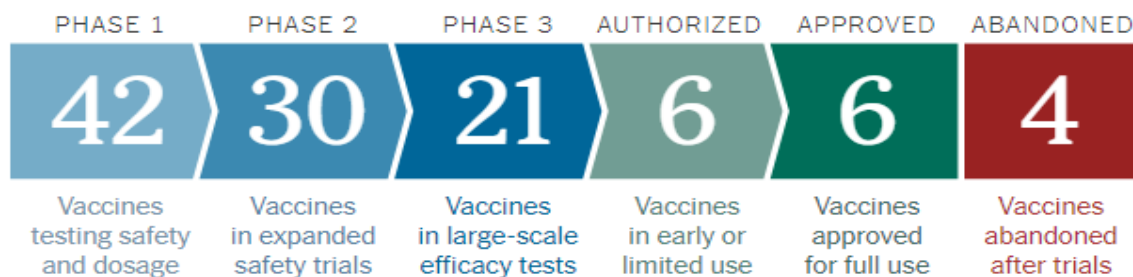 PHASE 1 PHASE 2 PHASE 3 AUTHORIZED APPROVED ABANDONED
42 30 21 6 6 4
Vaccines testing safety and dosage
Vaccines in expanded safety trials
Vaccines in large-scale efficacy tests
Vaccines in early or limited use
Vaccines approved for full use
Vaccines abandoned after trials